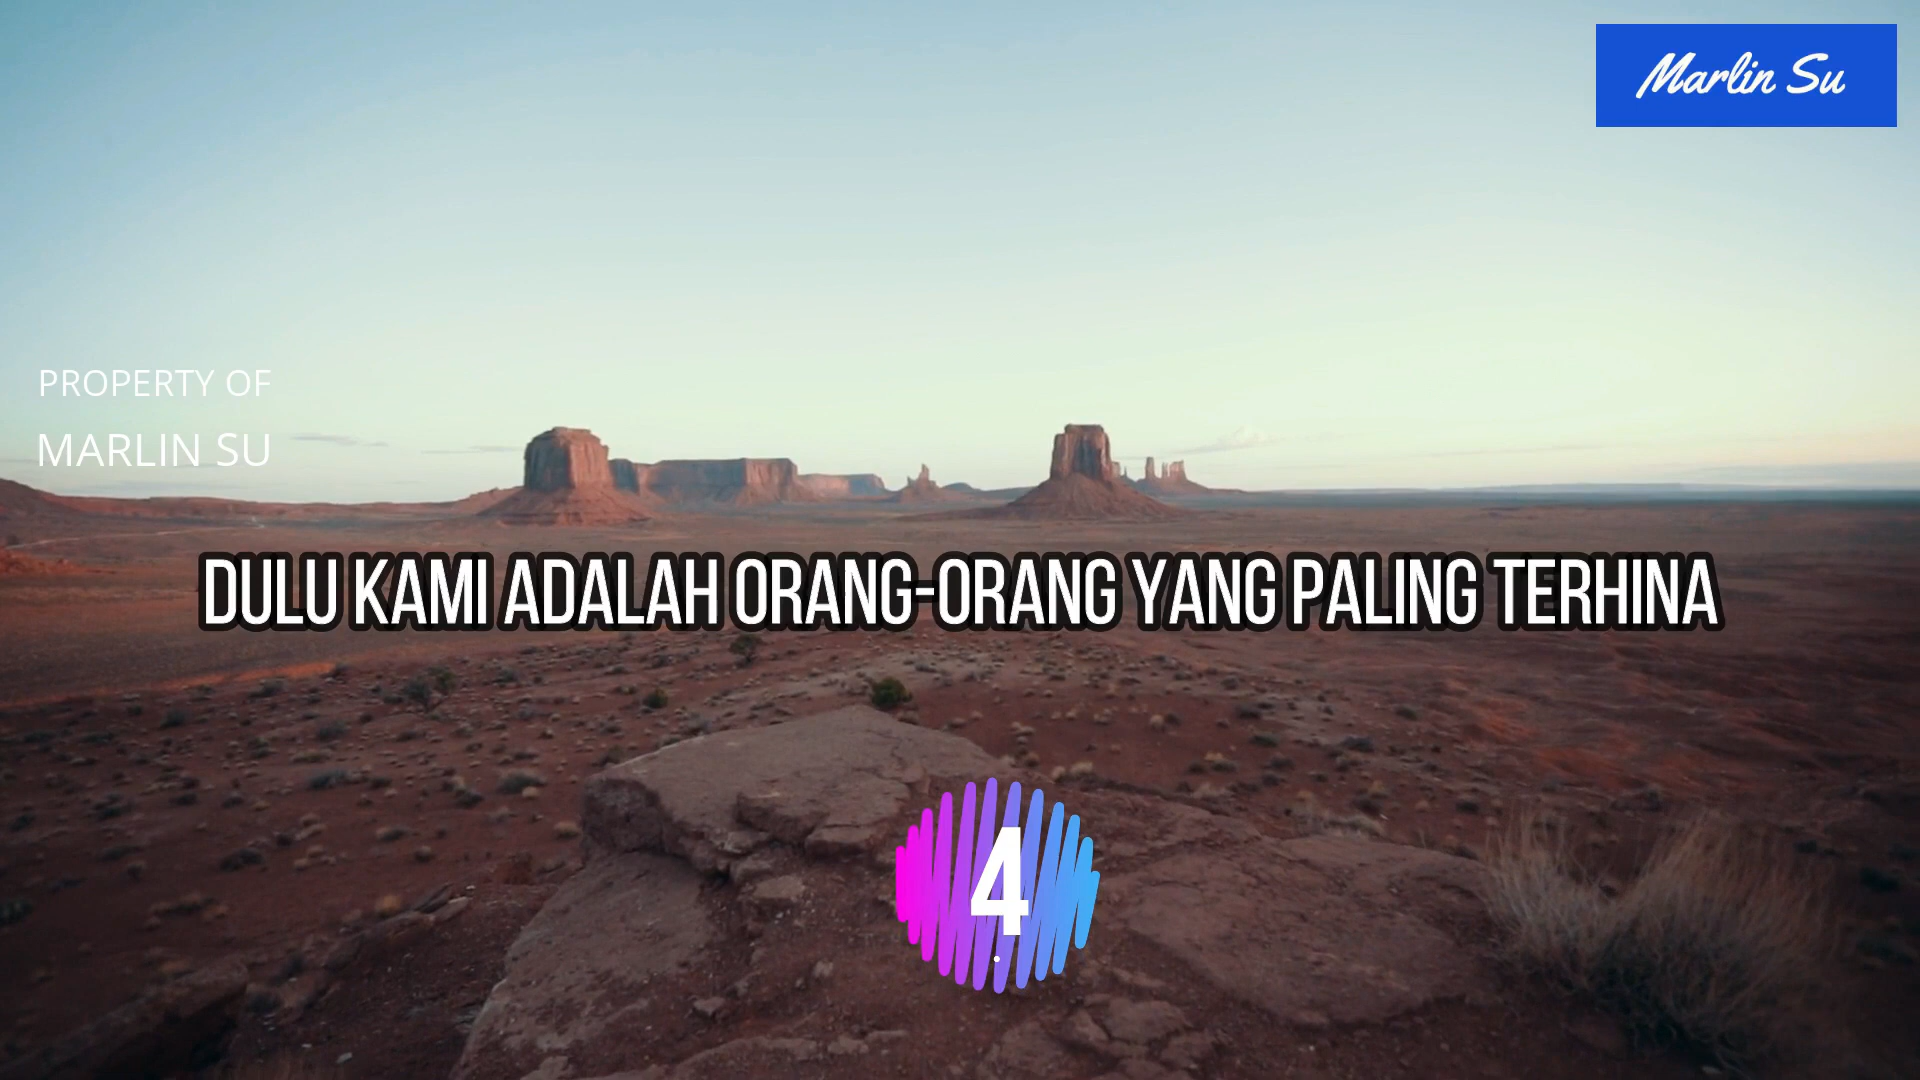 Marlin Su
PROPERTY OF
MARLIN SU
DULU KAMI ADALAH ORANG-ORANG YANG PALING TERHINA
4